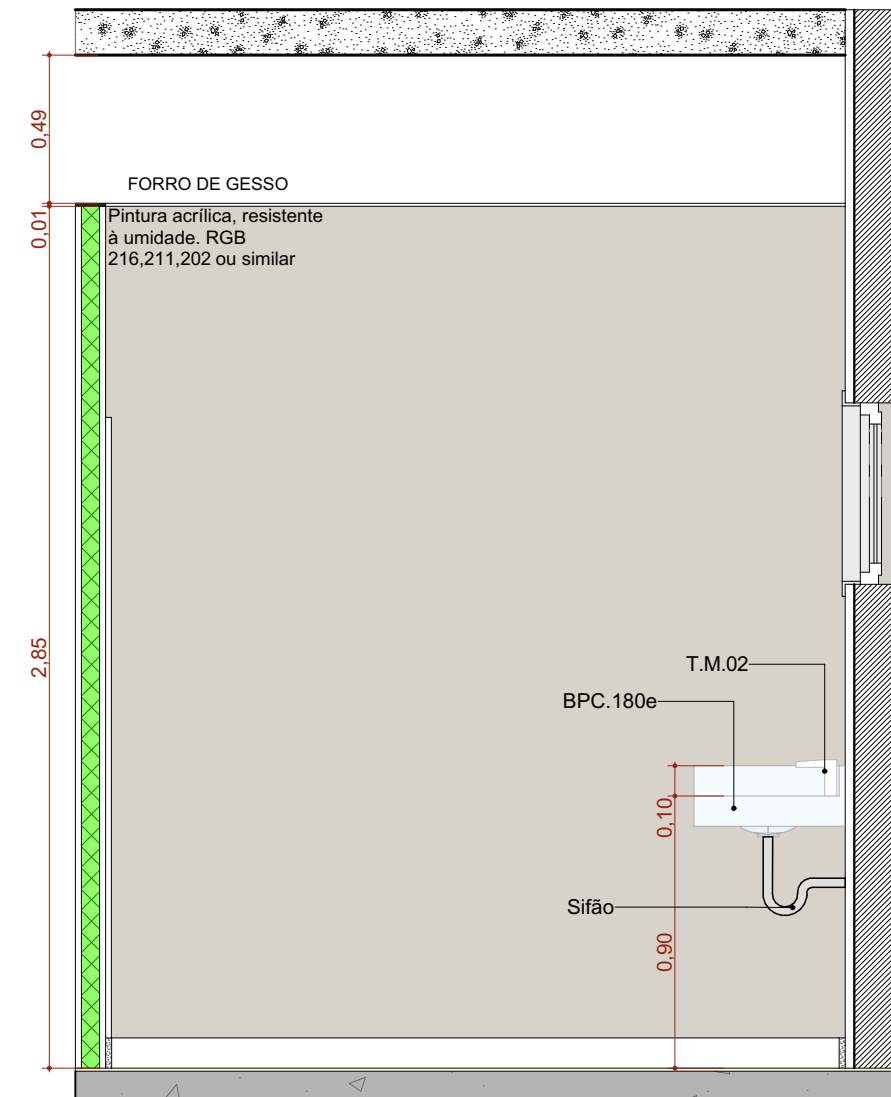 0,49
FORRO DE GESSO
0,01
Pintura acrílica, resistente
à umidade. RGB
216,211,202 ou similar
2,85
T.M.02
BPC.180e
0,10
Sifão
0,90